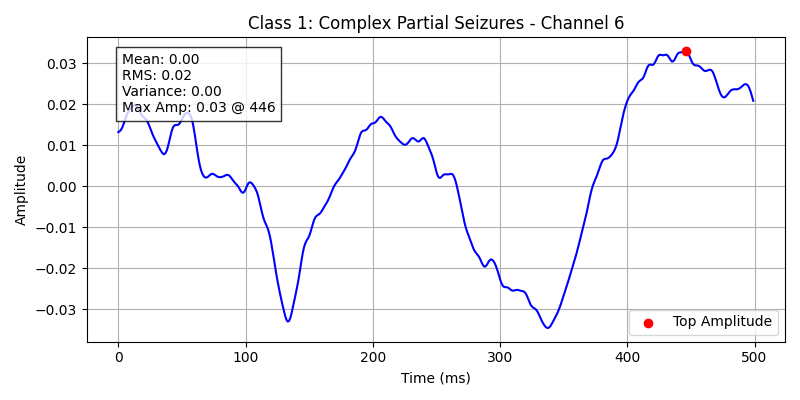 Class 1: Complex Partial Seizures - Channel 6
Mean: 0.00
RMS: 0.02
Variance: 0.00
Max Amp: 0.03 @ 446
0.03
0.02
0.01
0.00
−0.01
−0.02
−0.03
Amplitude
Top Amplitude
0
100
200
300
400
500
Time (ms)